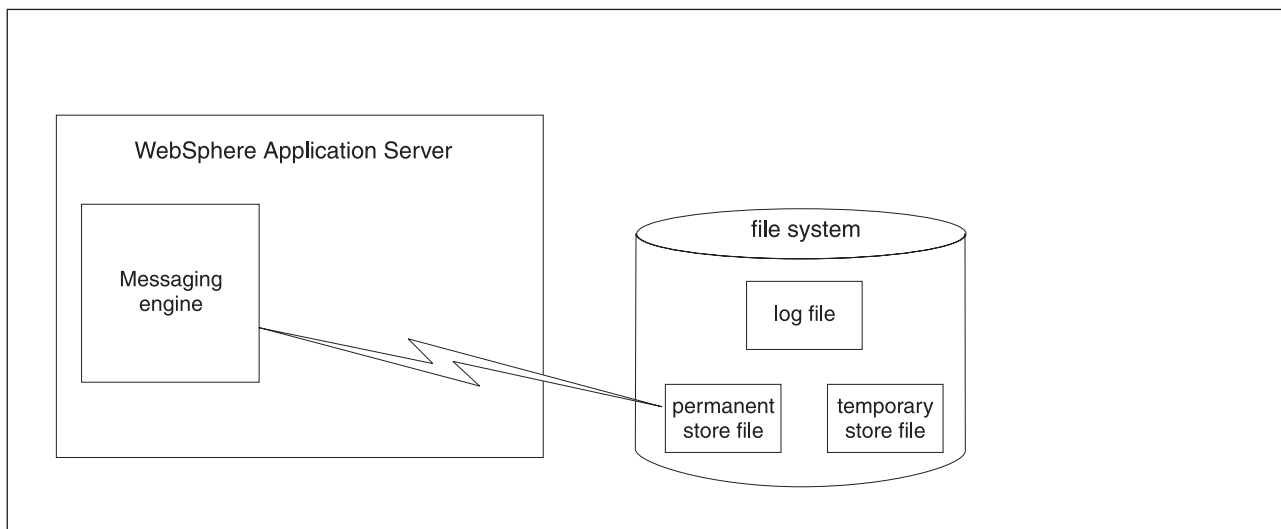 WebSphere Application Server
Messaging
engine
file system
log file
permanent
store file
temporary
store file